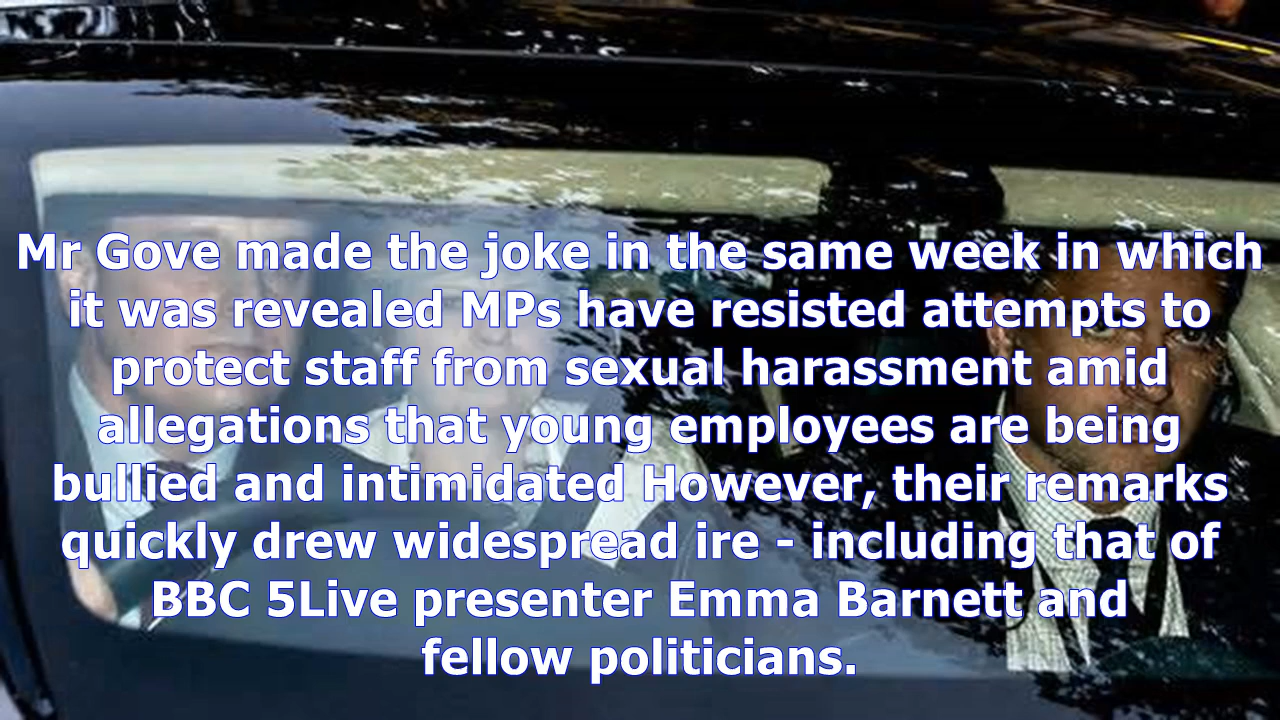 Mr Gove made the joke in the same week in which
it was revealed MPs have resisted attempts to
protect staff from sexual harassment amid
allegations that young employees are being
bullied and intimidated However, their remarks
quickly drew widespread ire - including that of
BBC 5Live presenter Emma Barnett and
fellow politicians.